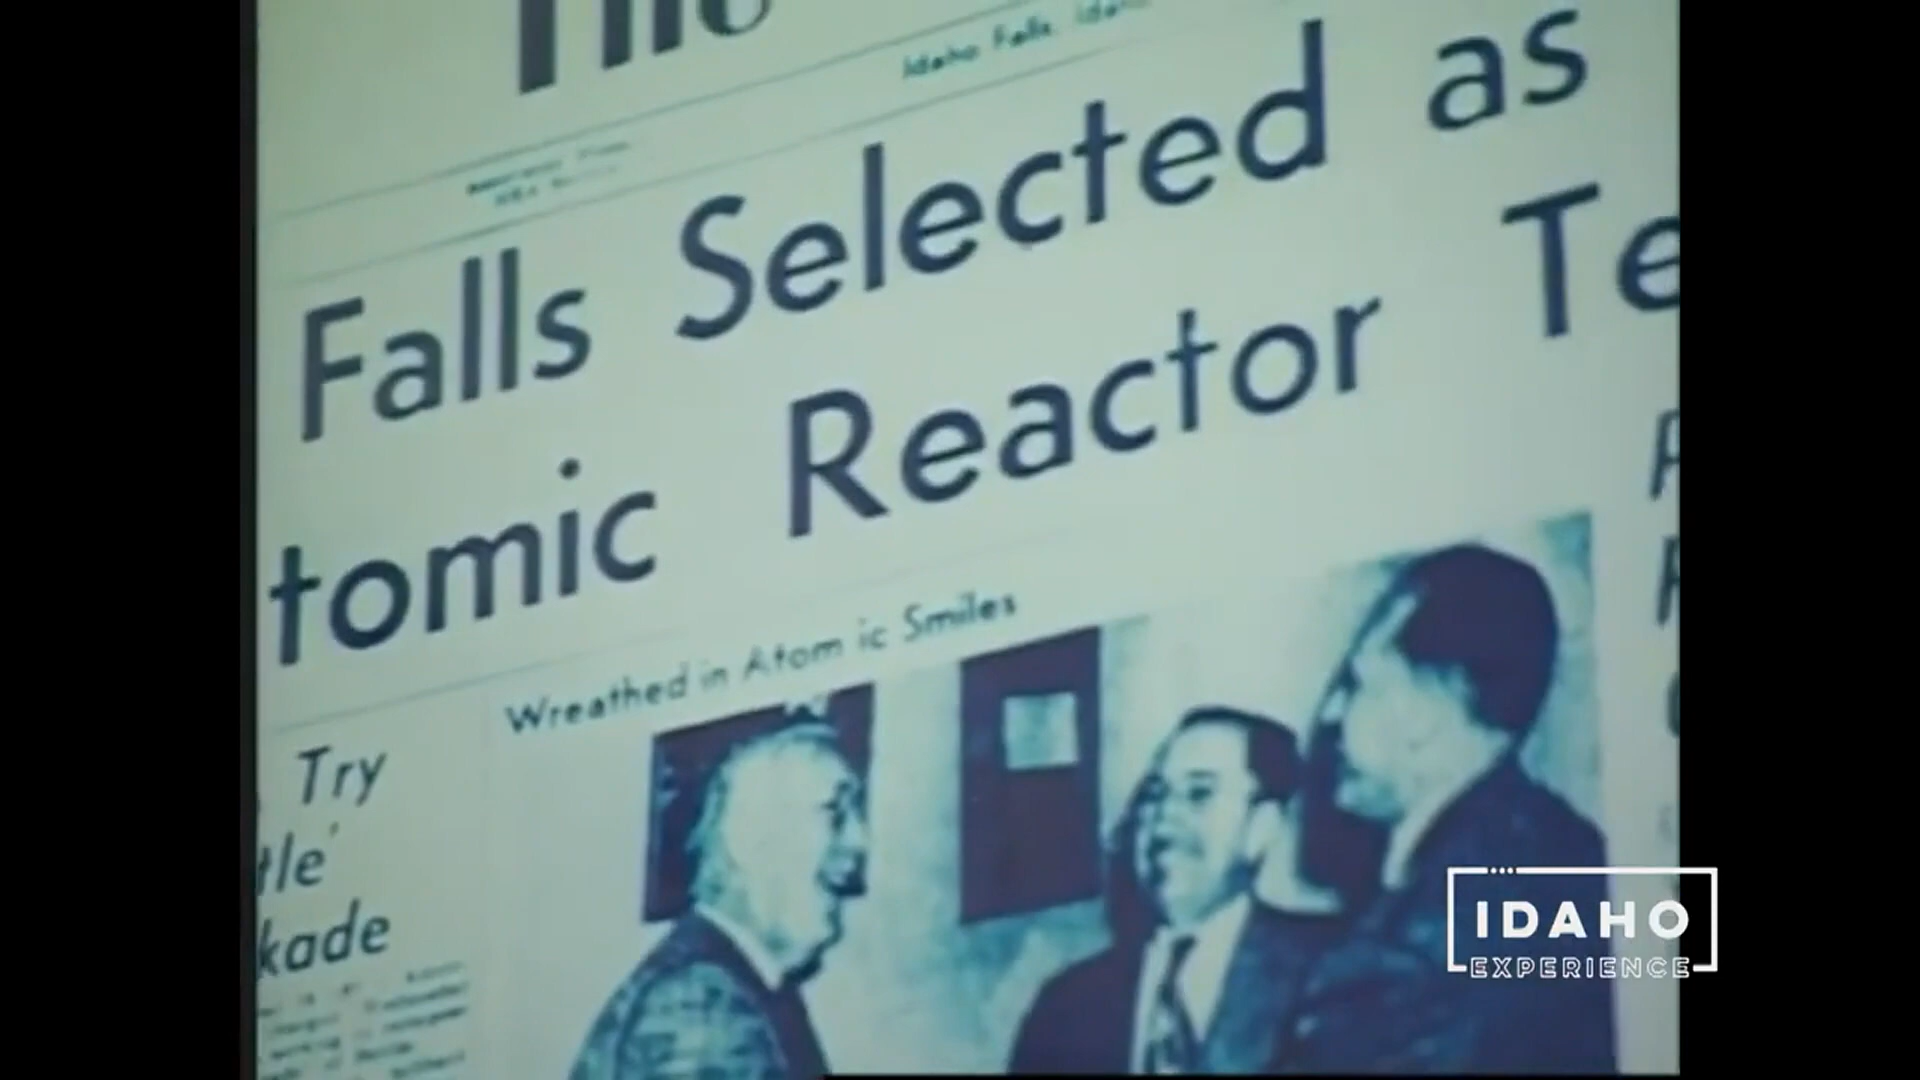 The
Idaho Falls, Idaho
Falls Selected as
tomic Reactor Te
Wreathed in Atom ic Smiles
Try
tle'
kade
IDAHO
EXPERIENCE